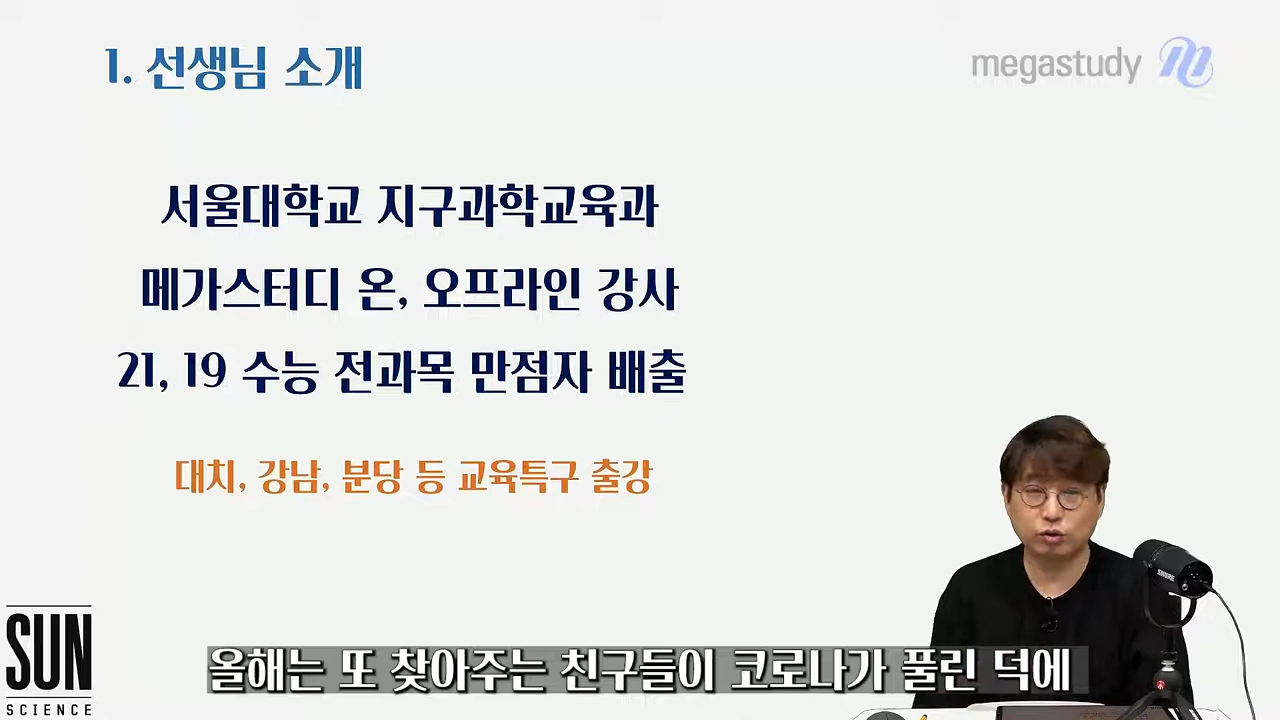 1. 선생님 소개
megastudy
서울대학교 지구과학교육과
메가스터디 온, 오프라인 강사
21, 19 수능 전과목 만점자 배출
대치, 강남, 분당 등 교육특구 출강
SUN
SCIENCE
올해는 또 찾아주는 친구들이 코로나가 풀린 덕에